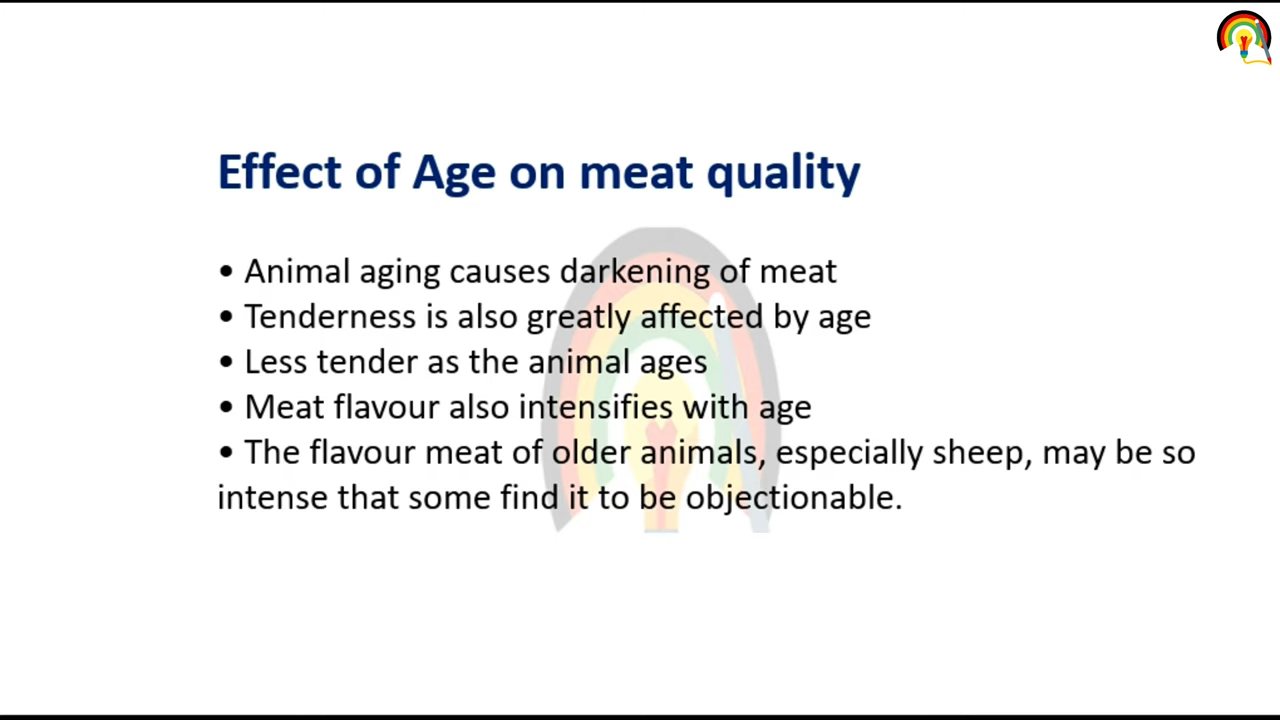 Effect of Age on meat quality
• Animal aging causes darkening of meat
• Tenderness is also greatly affected by age
• Less tender as the animal ages
• Meat flavour also intensifies with age
• The flavour meat of older animals, especially sheep, may be so
intense that some find it to be objectionable.